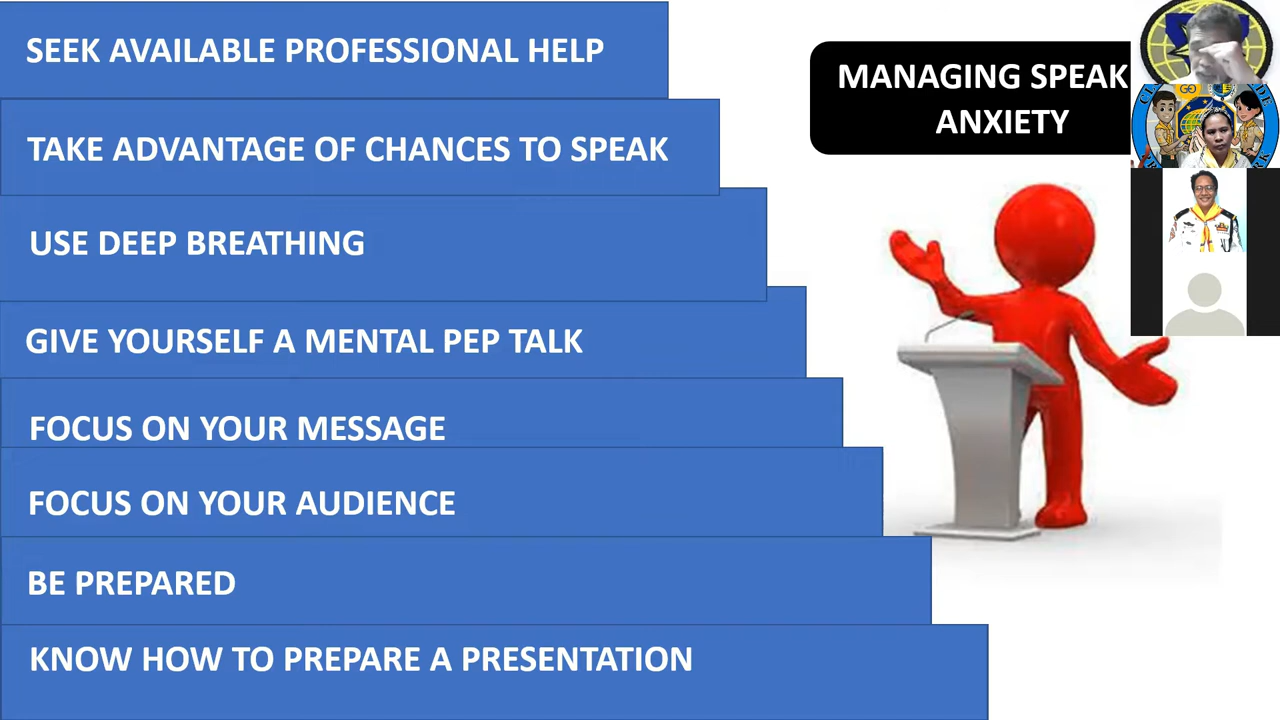 SEEK AVAILABLE PROFESSIONAL HELP
TAKE ADVANTAGE OF CHANCES TO SPEAK
USE DEEP BREATHING
GIVE YOURSELF A MENTAL PEP TALK
FOCUS ON YOUR MESSAGE
FOCUS ON YOUR AUDIENCE
BE PREPARED
KNOW HOW TO PREPARE A PRESENTATION
MANAGING SPEAK
ANXIETY